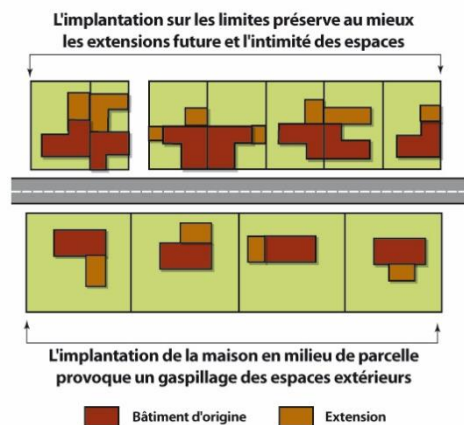 L'implantation sur les limites préserve au mieux
les extensions future et l'intimité des espaces
L'implantation de la maison en milieu de parcelle
provoque un gaspillage des espaces extérieurs
Bâtiment d'origine
Extension